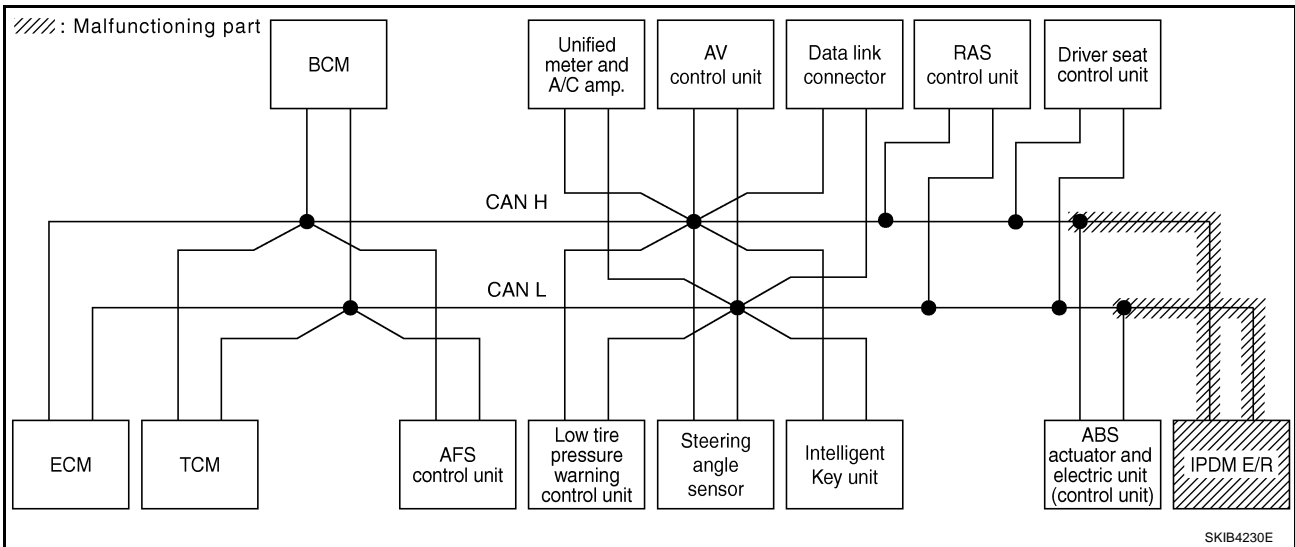 : Malfunctioning part
BCM
Unified
meter and
A/C amp.
AV
control unit
Data link
connector
RAS
control unit
Driver seat
control unit
CAN H
CAN L
ECM
TCM
AFS
control unit
Low tire
pressure
warning
control unit
Steering
angle
sensor
Intelligent
Key unit
ABS
actuator and
electric unit
(control unit)
IPDM E/R
SKIB4230E